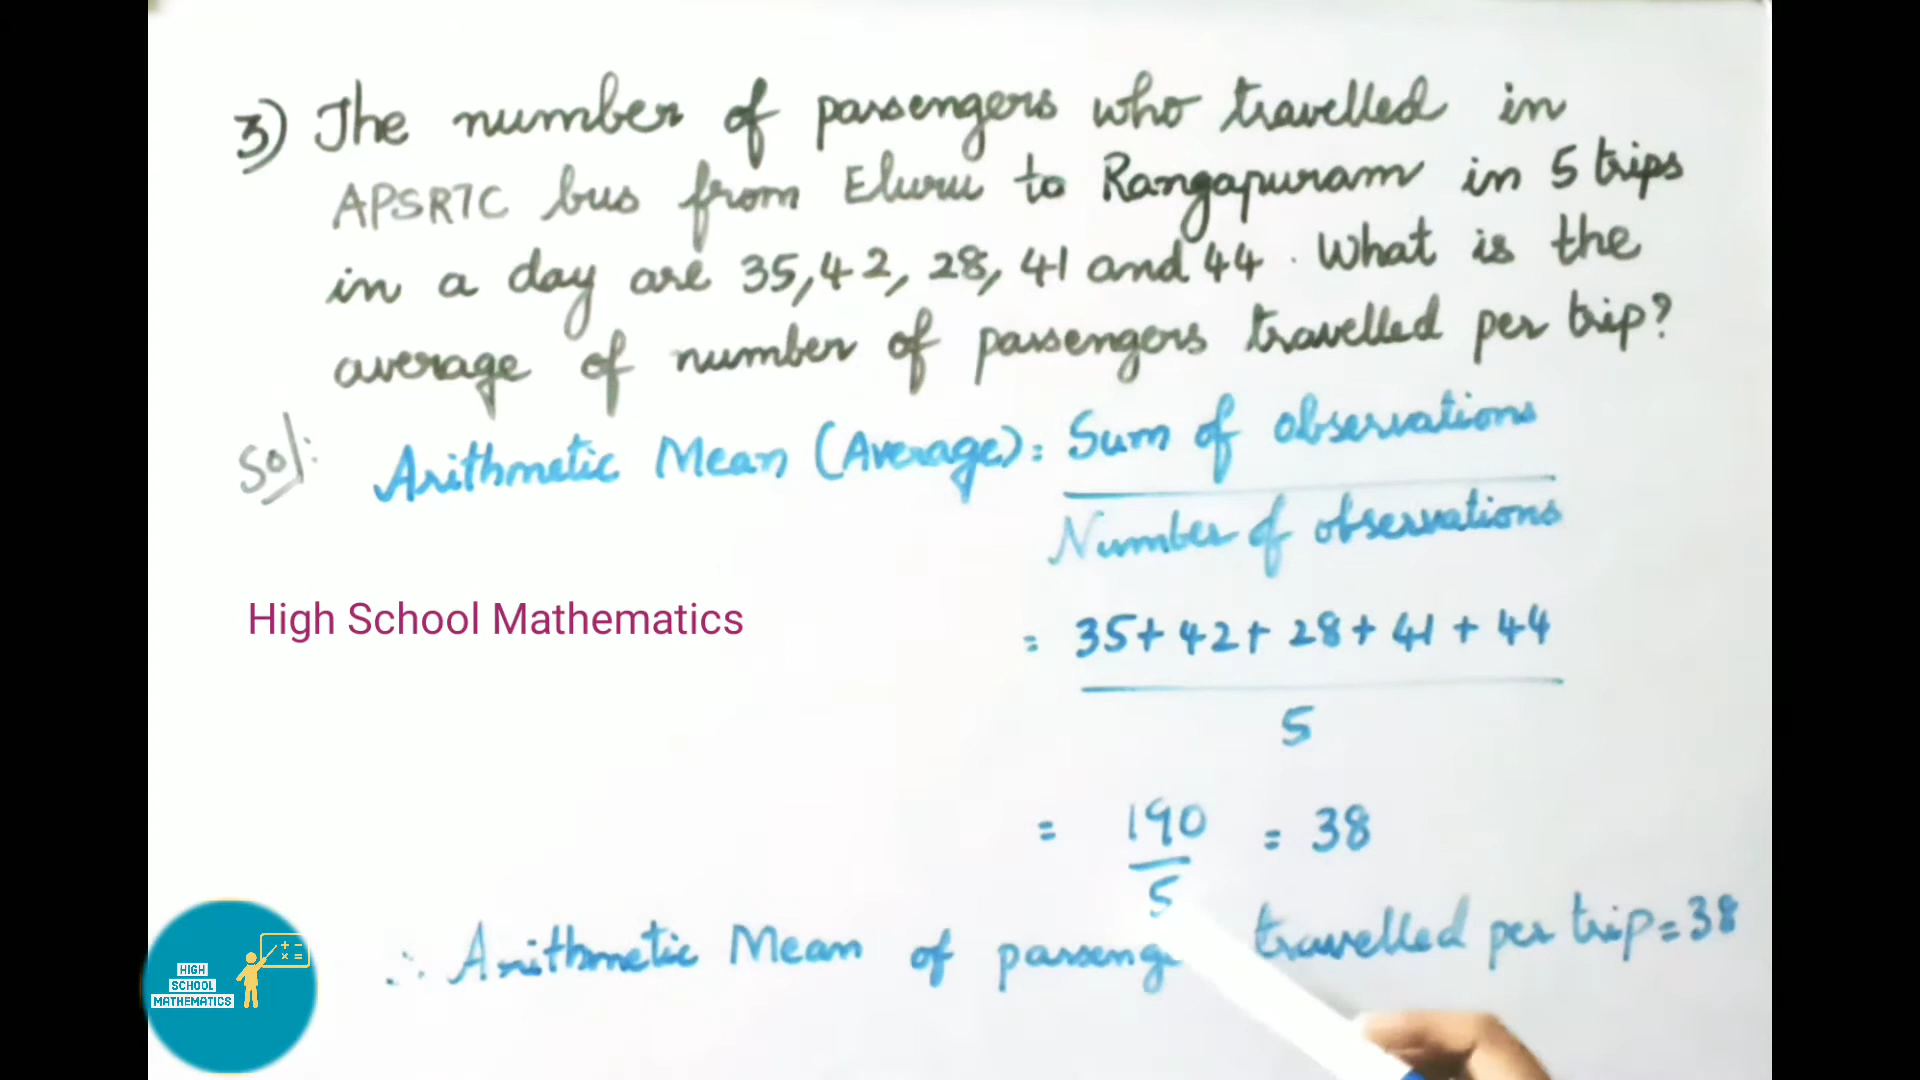 3) The number of passengers who travelled in
APSRTC bus from Eluru to Rangapuram in 5 trips
in a day are 35, 42, 28, 41 and 44. What is the
average of number of passengers travelled per trip?
Sol:
Arithmetic Mean (Average) = Sum of observations
Number of observations
High School Mathematics
= 35+ 42+ 28+ 41 + 44
5
= 190 = 38
5
∴ Arithmetic Mean of passenge travelled per trip = 38
HIGH
SCHOOL
MATHEMATICS
+ −
× =